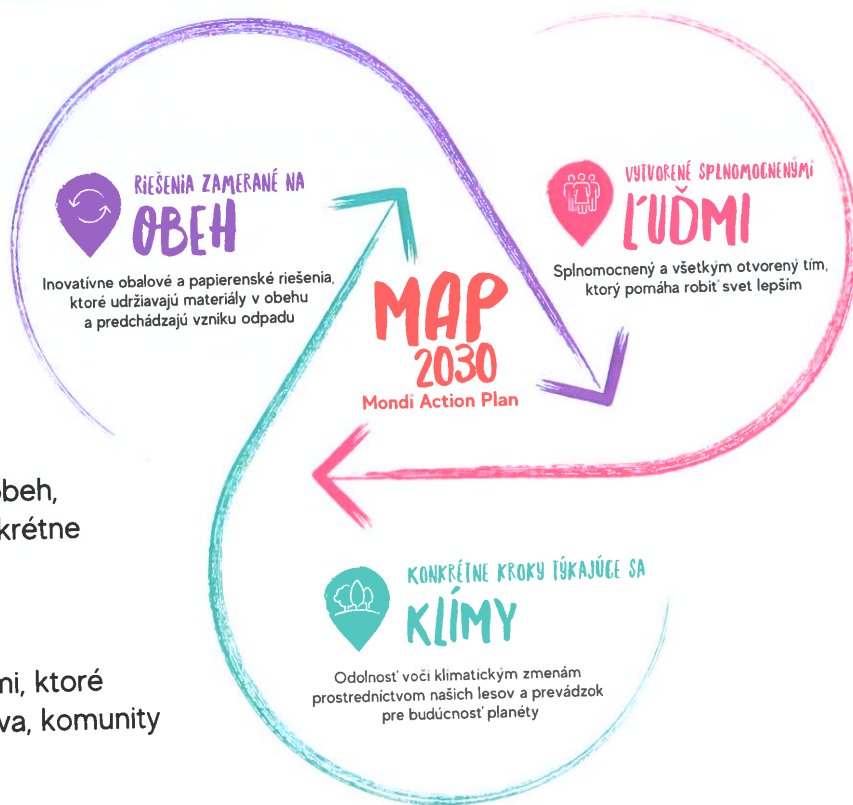 RIEŠENIA ZAMERANÉ NA
OBEH
Inovatívne obalové a papierenské riešenia,
ktoré udržiavajú materiály v obehu
a predchádzajú vzniku odpadu
VYTVORENÉ SPLNOMOCNENÝMI
ĽUĎMI
Splnomocnený a všetkým otvorený tím,
ktorý pomáha robiť svet lepším
MAP
2030
Mondi Action Plan
obeh,
krétne
KONKRÉTNE KROKY TÝKAJÚCE SA
KLÍMY
Odolnosť voči klimatickým zmenám
prostredníctvom našich lesov a prevádzok
pre budúcnosť planéty
mi, ktoré
va, komunity